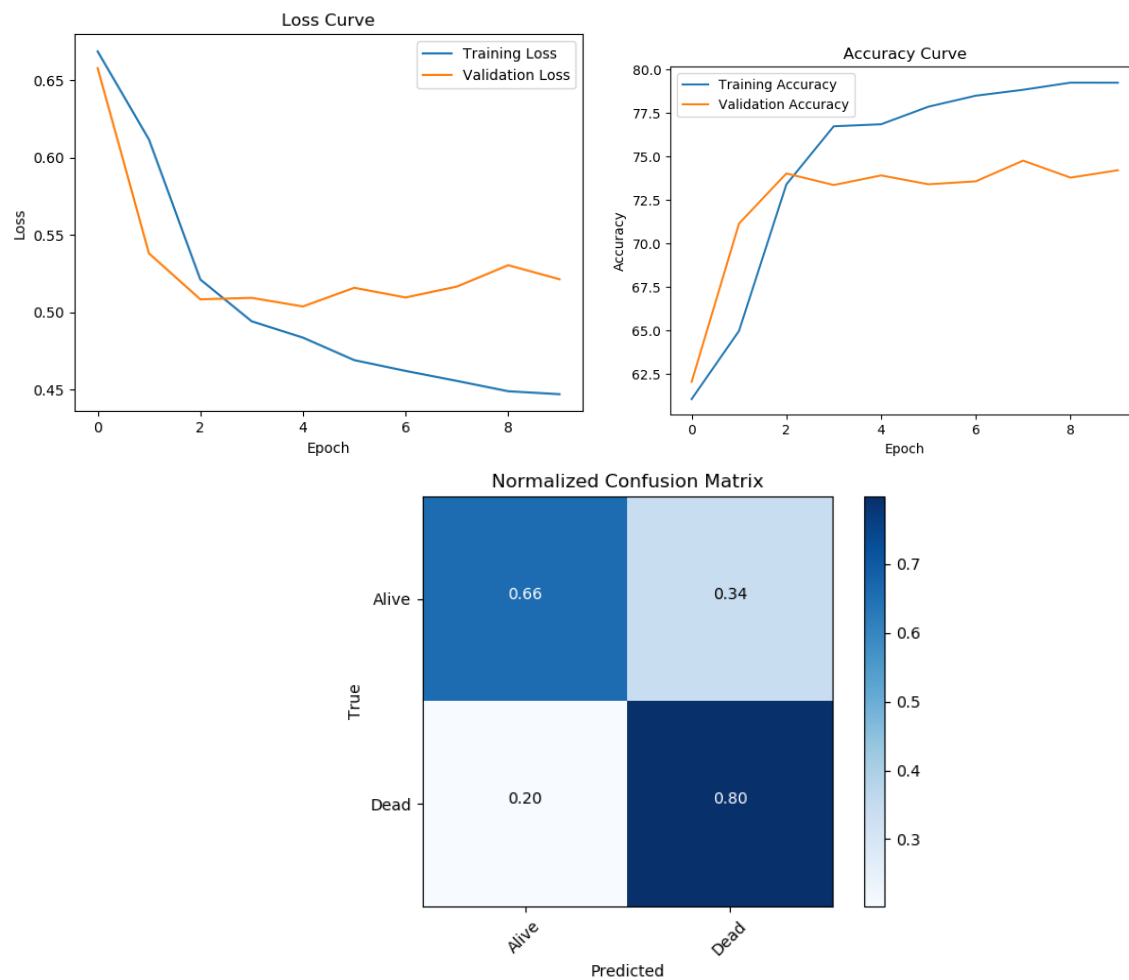 Loss Curve
Training Loss
Validation Loss
0.65
0.60
0.55
0.50
0.45
Loss
0 2 4 6 8
Epoch
Accuracy Curve
Training Accuracy
Validation Accuracy
80.0
77.5
75.0
72.5
70.0
67.5
65.0
62.5
Accuracy
0 2 4 6 8
Epoch
Normalized Confusion Matrix
Alive 0.66 0.34
Dead 0.20 0.80
True
Alive Dead
Predicted
0.7
0.6
0.5
0.4
0.3